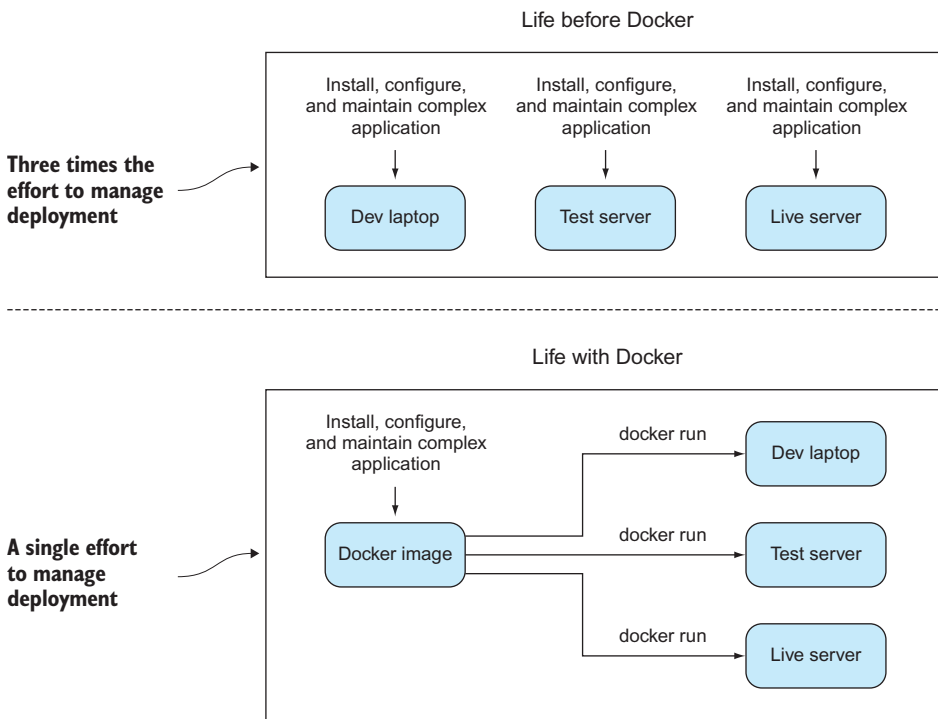 Life before Docker
Install, configure,
and maintain complex
application
Install, configure,
and maintain complex
application
Install, configure,
and maintain complex
application
Three times the
effort to manage
deployment
Dev laptop
Test server
Live server
Life with Docker
Install, configure,
and maintain complex
application
docker run
Dev laptop
A single effort
to manage
deployment
Docker image
docker run
Test server
docker run
Live server